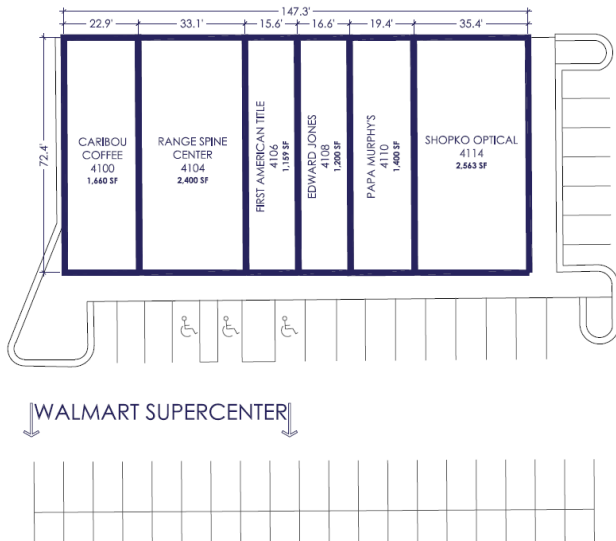 147.3'
22.9'
33.1'
15.6'
16.6'
19.4'
35.4'
72.4'
CARIBOU
COFFEE
4100
1,660 SF
RANGE SPINE
CENTER
4104
2,400 SF
FIRST AMERICAN TITLE
4106
1,159 SF
EDWARD JONES
4108
1,200 SF
PAPA MURPHY'S
4110
1,400 SF
SHOPKO OPTICAL
4114
2,563 SF
WALMART SUPERCENTER